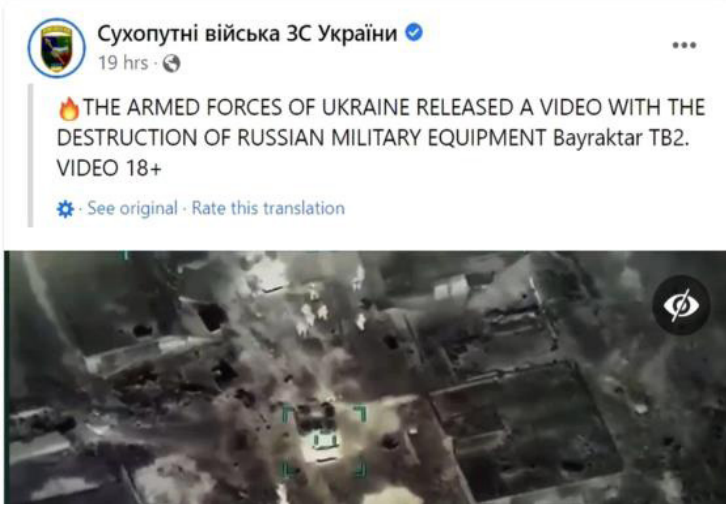 Сухопутні війська ЗС України
19 hrs ·
🔥THE ARMED FORCES OF UKRAINE RELEASED A VIDEO WITH THE
DESTRUCTION OF RUSSIAN MILITARY EQUIPMENT Bayraktar TB2.
VIDEO 18+
· See original · Rate this translation